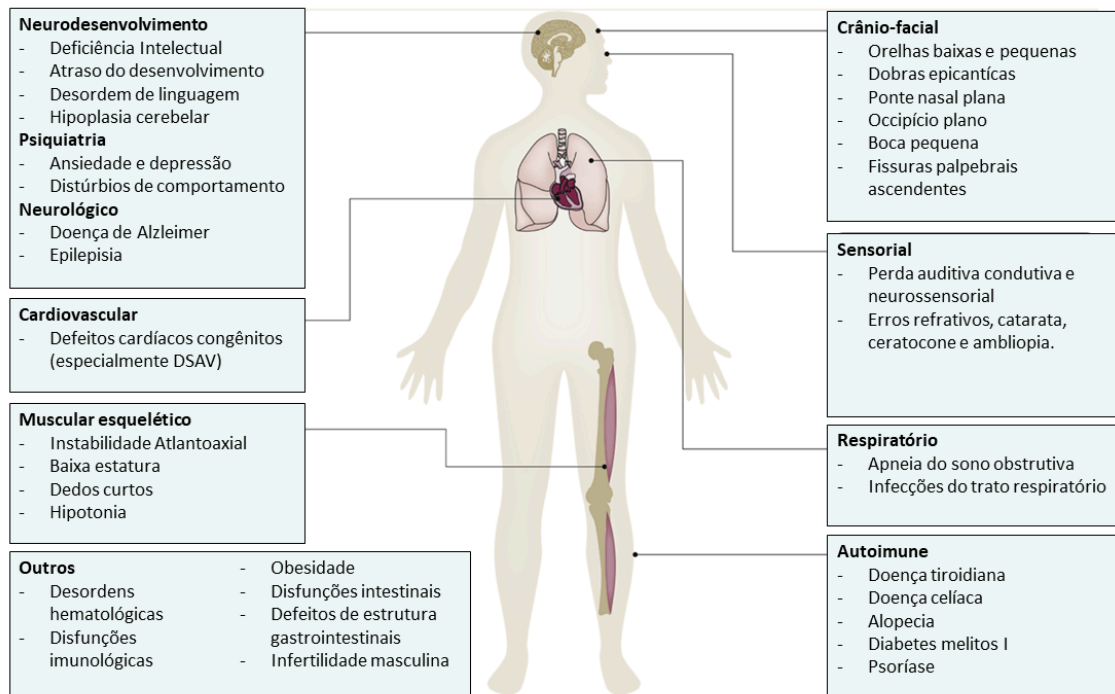 Neurodesenvolvimento
- Deficiência Intelectual
- Atraso do desenvolvimento
- Desordem de linguagem
- Hipoplasia cerebelar
Psiquiatria
- Ansiedade e depressão
- Distúrbios de comportamento
Neurológico
- Doença de Alzleimer
- Epilepisia
Cardiovascular
- Defeitos cardíacos congênitos
(especialmente DSAV)
Muscular esquelético
- Instabilidade Atlantoaxial
- Baixa estatura
- Dedos curtos
- Hipotonia
Outros
- Desordens
hematológicas
- Disfunções
imunológicas
- Obesidade
- Disfunções intestinais
- Defeitos de estrutura
gastrointestinais
- Infertilidade masculina
Crânio-facial
- Orelhas baixas e pequenas
- Dobras epicantícas
- Ponte nasal plana
- Occipício plano
- Boca pequena
- Fissuras palpebrais
ascendentes
Sensorial
- Perda auditiva condutiva e
neurossensorial
- Erros refrativos, catarata,
ceratocone e ambliopia.
Respiratório
- Apneia do sono obstrutiva
- Infecções do trato respiratório
Autoimune
- Doença tiroidiana
- Doença celíaca
- Alopecia
- Diabetes melitos I
- Psoríase